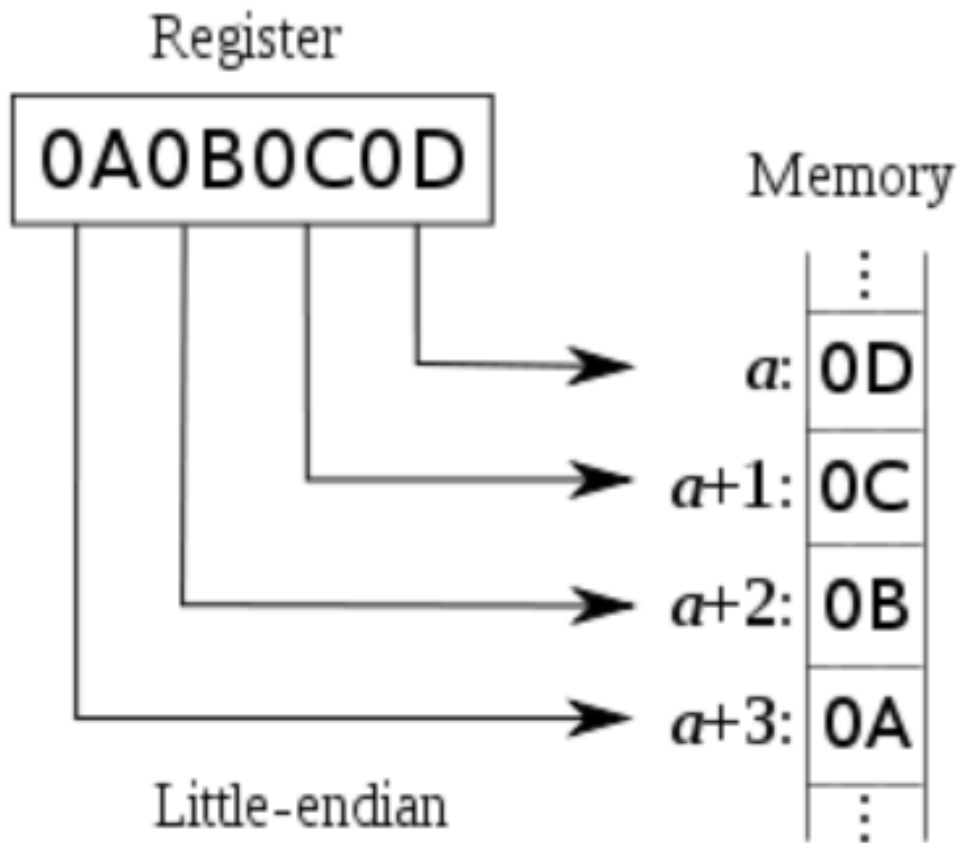 Register
0A0B0C0D
Memory
a: 0D
a+1: 0C
a+2: 0B
a+3: 0A
Little-endian